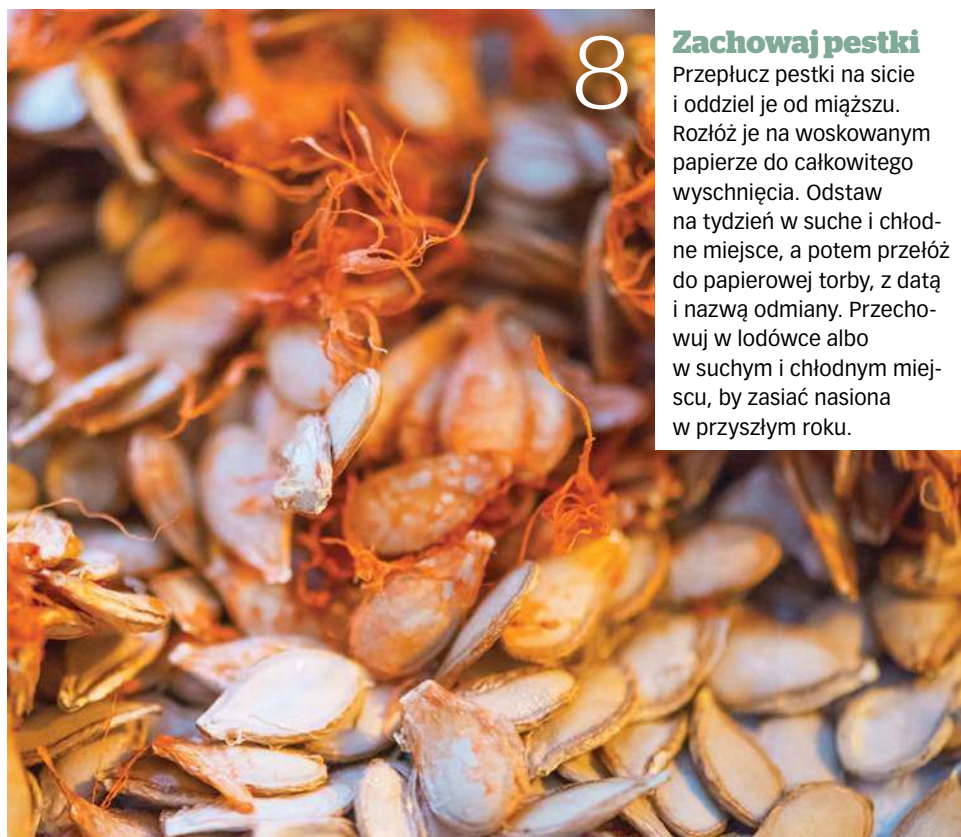 8
Zachowaj pestki
Przepłucz pestki na sicie
i oddziel je od miąższu.
Rozłóż je na woskowanym
papierze do całkowitego
wyschnięcia. Odstaw
na tydzień w suche i chłod-
ne miejsce, a potem przełóż
do papierowej torby, z datą
i nazwą odmiany. Przecho-
wuj w lodówce albo
w suchym i chłodnym miej-
scu, by zasiać nasiona
w przyszłym roku.